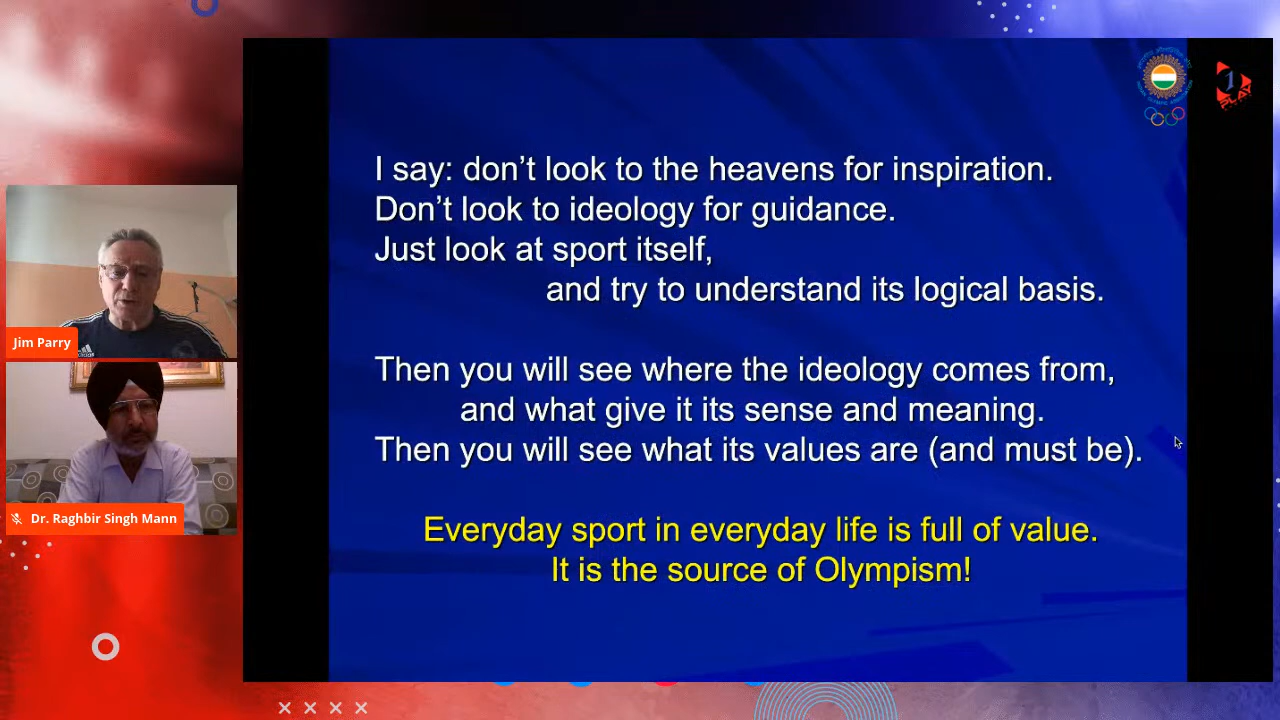 I say: don't look to the heavens for inspiration.
Don't look to ideology for guidance.
Just look at sport itself,
and try to understand its logical basis.
Then you will see where the ideology comes from,
and what give it its sense and meaning.
Then you will see what its values are (and must be).
Everyday sport in everyday life is full of value.
It is the source of Olympism!
Jim Parry
adidas
Dr. Raghbir Singh Mann
1
PLAY